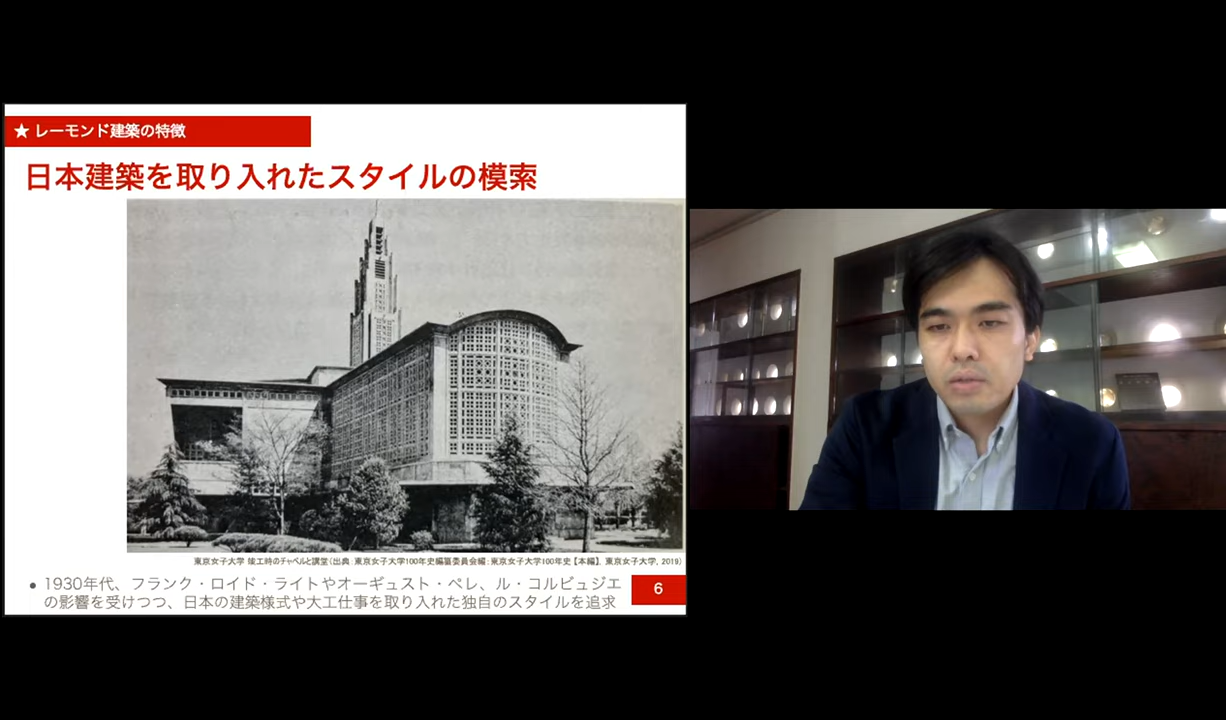 ★ レーモンド建築の特徴
日本建築を取り入れたスタイルの模索
東京女子大学 竣工時のチャペルと講堂（出典：東京女子大学100年史編纂委員会編：東京女子大学100年史【本編】. 東京女子大学, 2019）
● 1930年代、フランク・ロイド・ライトやオーギュスト・ペレ、ル・コルビュジエ
の影響を受けつつ、日本の建築様式や大工仕事を取り入れた独自のスタイルを追求
6